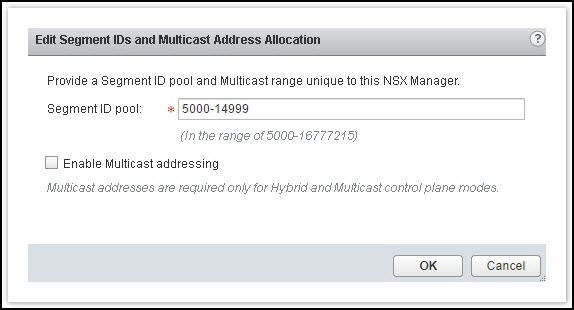 Edit Segment IDs and Multicast Address Allocation ?
Provide a Segment ID pool and Multicast range unique to this NSX Manager.
Segment ID pool: * 5000-14999
(In the range of 5000-16777215)
Enable Multicast addressing
Multicast addresses are required only for Hybrid and Multicast control plane modes.
OK Cancel